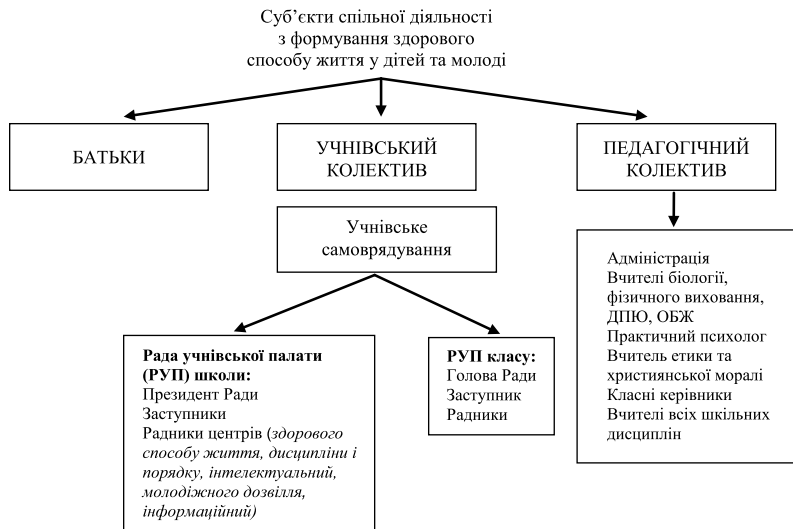 Суб’єкти спільної діяльності
з формування здорового
способу життя у дітей та молоді
БАТЬКИ
УЧНІВСЬКИЙ
КОЛЕКТИВ
ПЕДАГОГІЧНИЙ
КОЛЕКТИВ
Учнівське
самоврядування
Рада учнівської палати
(РУП) школи:
Президент Ради
Заступники
Радники центрів (здорового
способу життя, дисципліни і
порядку, інтелектуальний,
молодіжного дозвілля,
інформаційний)
РУП класу:
Голова Ради
Заступник
Радники
Адміністрація
Вчителі біології,
фізичного виховання,
ДПЮ, ОБЖ
Практичний психолог
Вчитель етики та
християнської моралі
Класні керівники
Вчителі всіх шкільних
дисциплін